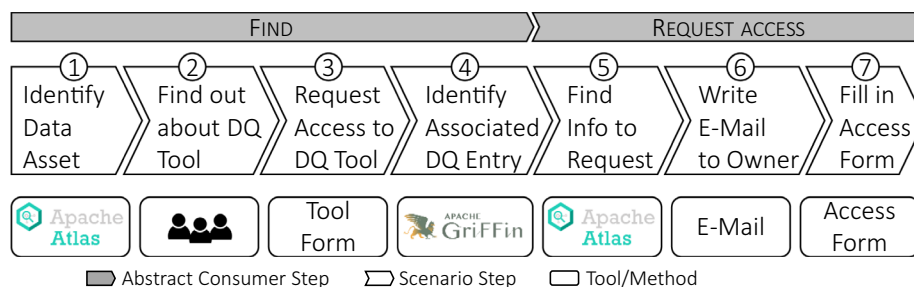 FIND
REQUEST ACCESS
1
Identify
Data
Asset
2
Find out
about DQ
Tool
3
Request
Access to
DQ Tool
4
Identify
Associated
DQ Entry
5
Find
Info to
Request
6
Write
E-Mail
to Owner
7
Fill in
Access
Form
Apache
Atlas
Tool
Form
APACHE
GriFFin
Apache
Atlas
E-Mail
Access
Form
Abstract Consumer Step
Scenario Step
Tool/Method